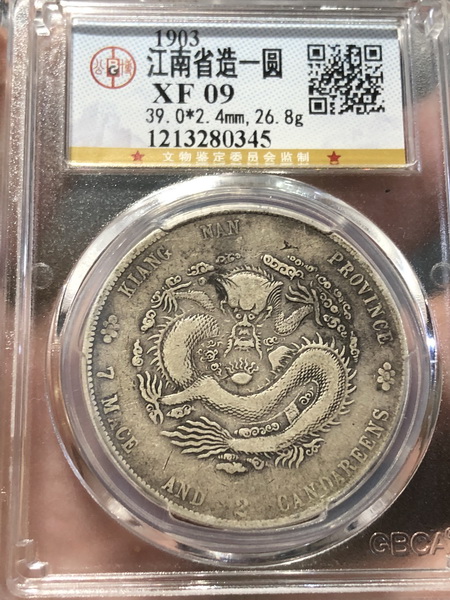 1903
江南省造一圆
XF 09
39.0*2.4mm,26.8g
1213280345
★ 文物鉴定委员会监制 ★
KIANG NAN PROVINCE
7 MACE AND 2 CANDAREENS
GBCA